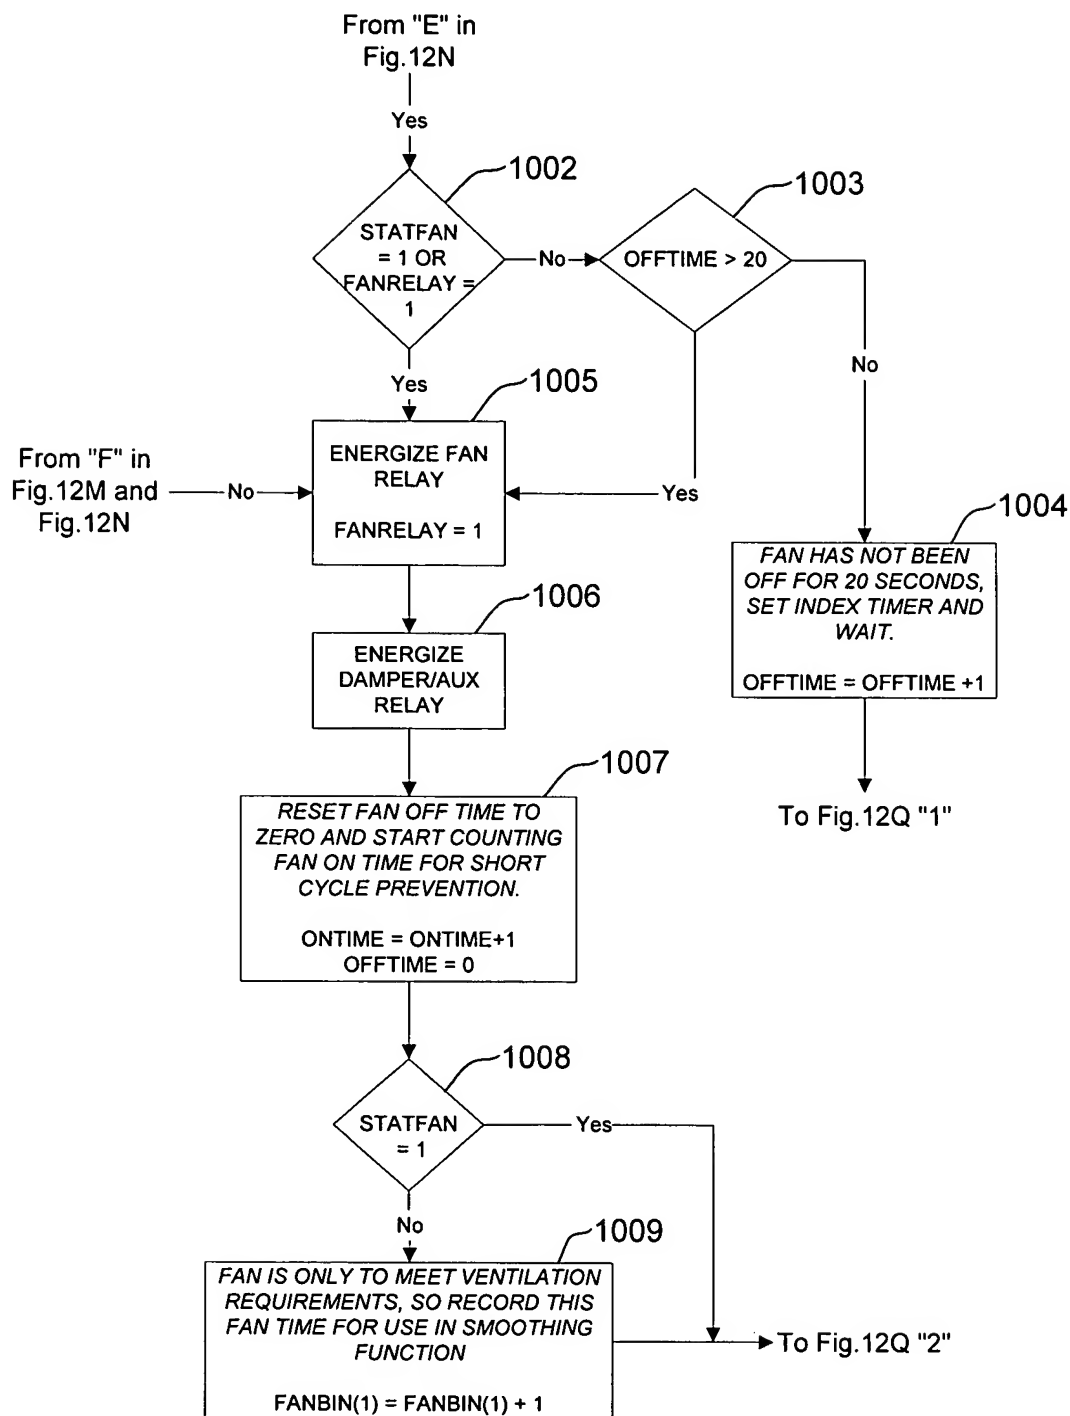 From "E" in
Fig.12N
Yes
1002
STATFAN
= 1 OR
FANRELAY =
1
No
1003
OFFTIME > 20
Yes
No
Yes
1005
ENERGIZE FAN
RELAY
FANRELAY = 1
From "F" in
Fig.12M and
Fig.12N
No
1004
FAN HAS NOT BEEN
OFF FOR 20 SECONDS,
SET INDEX TIMER AND
WAIT.
OFFTIME = OFFTIME +1
To Fig.12Q "1"
1006
ENERGIZE
DAMPER/AUX
RELAY
1007
RESET FAN OFF TIME TO
ZERO AND START COUNTING
FAN ON TIME FOR SHORT
CYCLE PREVENTION.
ONTIME = ONTIME+1
OFFTIME = 0
1008
STATFAN
= 1
Yes
No
1009
FAN IS ONLY TO MEET VENTILATION
REQUIREMENTS, SO RECORD THIS
FAN TIME FOR USE IN SMOOTHING
FUNCTION
FANBIN(1) = FANBIN(1) + 1
To Fig.12Q "2"